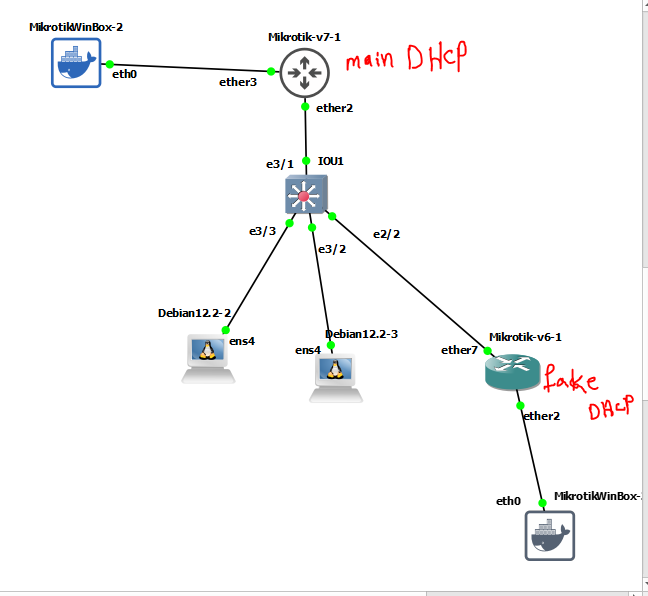 MikrotikWinBox-2
Mikrotik-v7-1
main DHCP
eth0
ether3
ether2
e3/1
IOU1
e3/3
e3/2
e2/2
Debian12.2-2
ens4
Debian12.2-3
ens4
ether7
Mikrotik-v6-1
fake
DHCP
ether2
eth0
MikrotikWinBox-